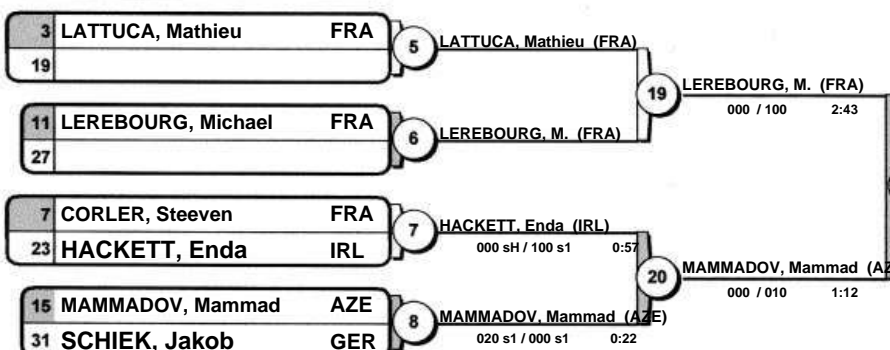 3 LATTUCA, Mathieu FRA
19
5
LATTUCA, Mathieu (FRA)
11 LEREBOURG, Michael FRA
27
6
LEREBOURG, M. (FRA)
19
LEREBOURG, M. (FRA)
000 / 100 2:43
7 CORLER, Steeven FRA
23 HACKETT, Enda IRL
7
HACKETT, Enda (IRL)
000 sH / 100 s1 0:57
15 MAMMADOV, Mammad AZE
31 SCHIEK, Jakob GER
8
MAMMADOV, Mammad (AZE)
020 s1 / 000 s1 0:22
20
MAMMADOV, Mammad (AZ
000 / 010 1:12